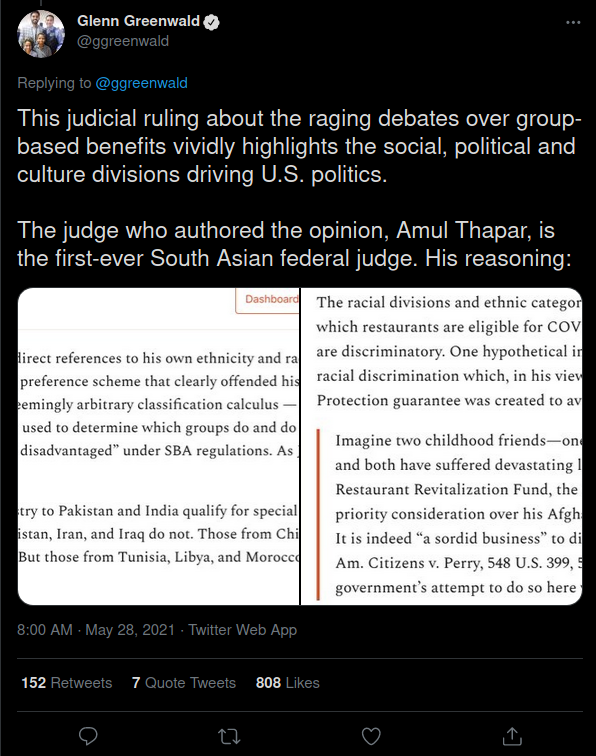 Glenn Greenwald
@ggreenwald
Replying to @ggreenwald
This judicial ruling about the raging debates over group-
based benefits vividly highlights the social, political and
culture divisions driving U.S. politics.
The judge who authored the opinion, Amul Thapar, is
the first-ever South Asian federal judge. His reasoning:
Dashboard
direct references to his own ethnicity and ra
preference scheme that clearly offended his
eemingly arbitrary classification calculus —
used to determine which groups do and do
disadvantaged” under SBA regulations. As
try to Pakistan and India qualify for special
istan, Iran, and Iraq do not. Those from Chi
But those from Tunisia, Libya, and Morocc
The racial divisions and ethnic categor
which restaurants are eligible for COV
are discriminatory. One hypothetical in
racial discrimination which, in his view
Protection guarantee was created to av
Imagine two childhood friends—one
and both have suffered devastating l
Restaurant Revitalization Fund, the
priority consideration over his Afgh
It is indeed “a sordid business” to di
Am. Citizens v. Perry, 548 U.S. 399, 5
government’s attempt to do so here
8:00 AM · May 28, 2021 · Twitter Web App
152 Retweets 7 Quote Tweets 808 Likes